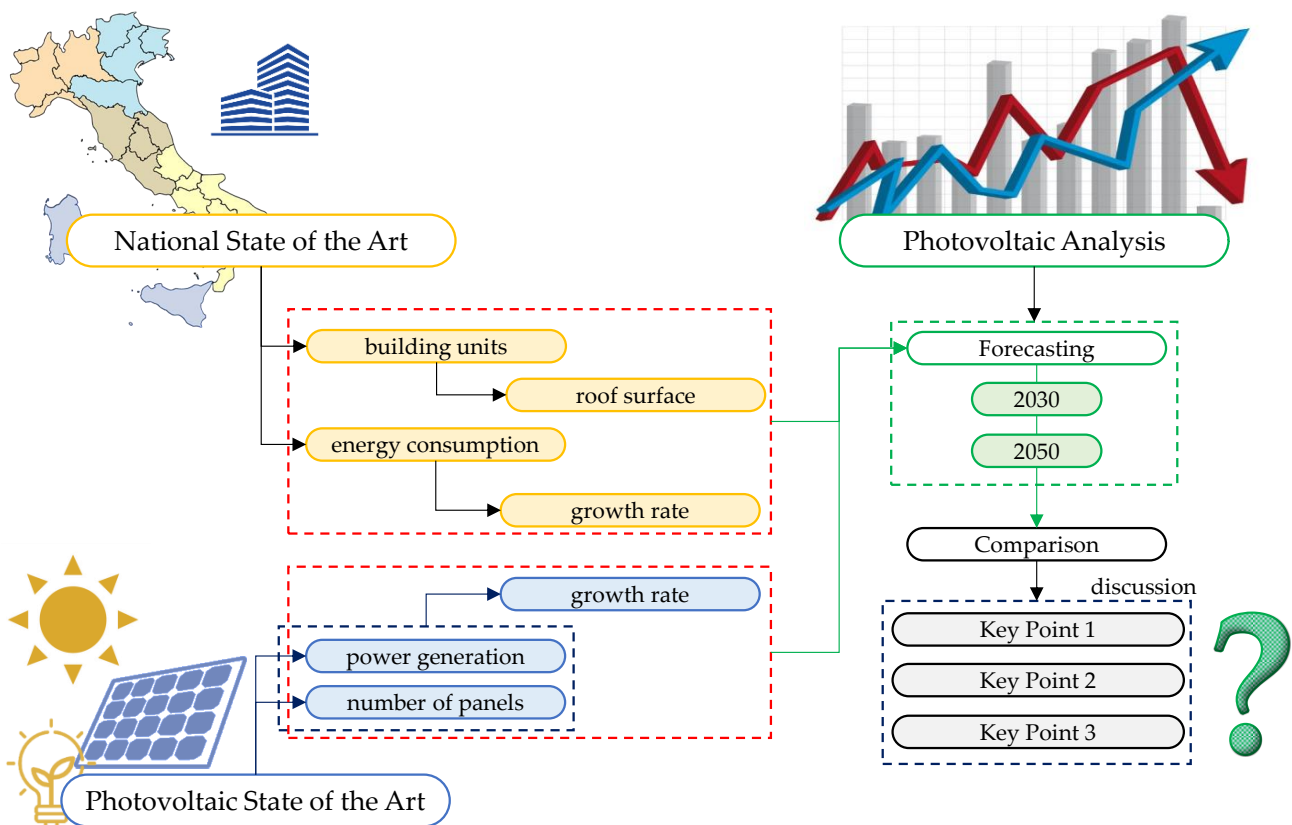 National State of the Art
building units
roof surface
energy consumption
growth rate
growth rate
power generation
number of panels
Photovoltaic State of the Art
Photovoltaic Analysis
Forecasting
2030
2050
Comparison
discussion
Key Point 1
Key Point 2
Key Point 3
?